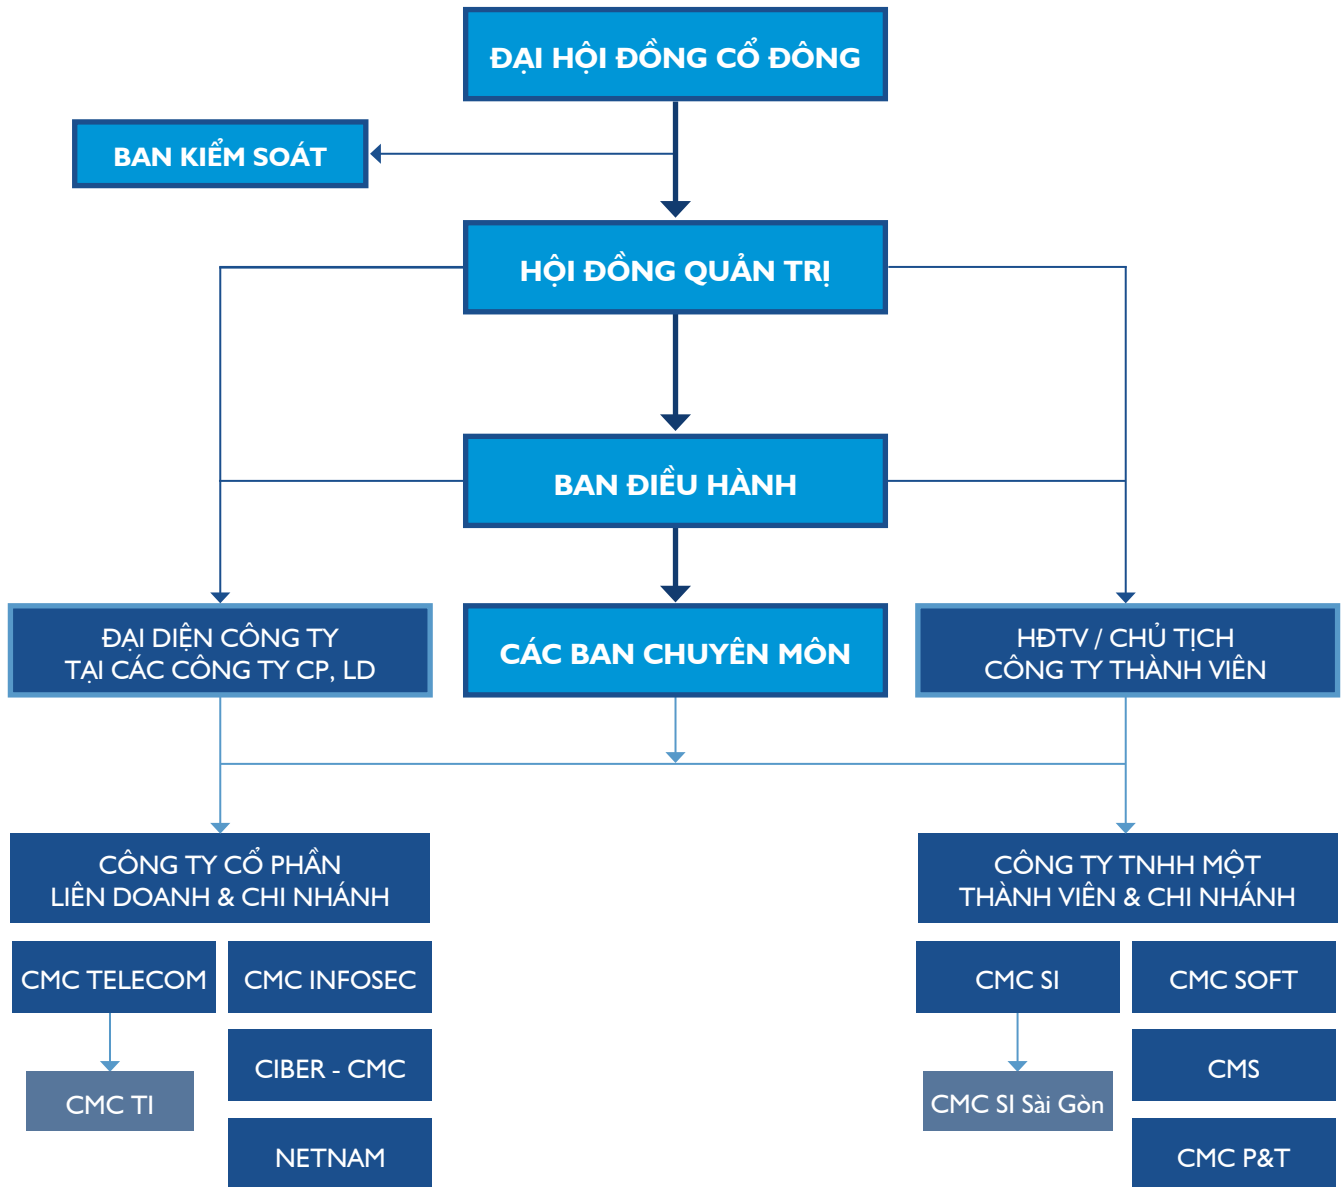 ĐẠI HỘI ĐỒNG CỔ ĐÔNG
BAN KIỂM SOÁT
HỘI ĐỒNG QUẢN TRỊ
BAN ĐIỀU HÀNH
ĐẠI DIỆN CÔNG TY
TẠI CÁC CÔNG TY CP, LD
CÁC BAN CHUYÊN MÔN
HĐTV / CHỦ TỊCH
CÔNG TY THÀNH VIÊN
CÔNG TY CỔ PHẦN
LIÊN DOANH & CHI NHÁNH
CÔNG TY TNHH MỘT
THÀNH VIÊN & CHI NHÁNH
CMC TELECOM
CMC INFOSEC
CMC SI
CMC SOFT
CIBER - CMC
CMS
CMC TI
CMC SI Sài Gòn
NETNAM
CMC P&T